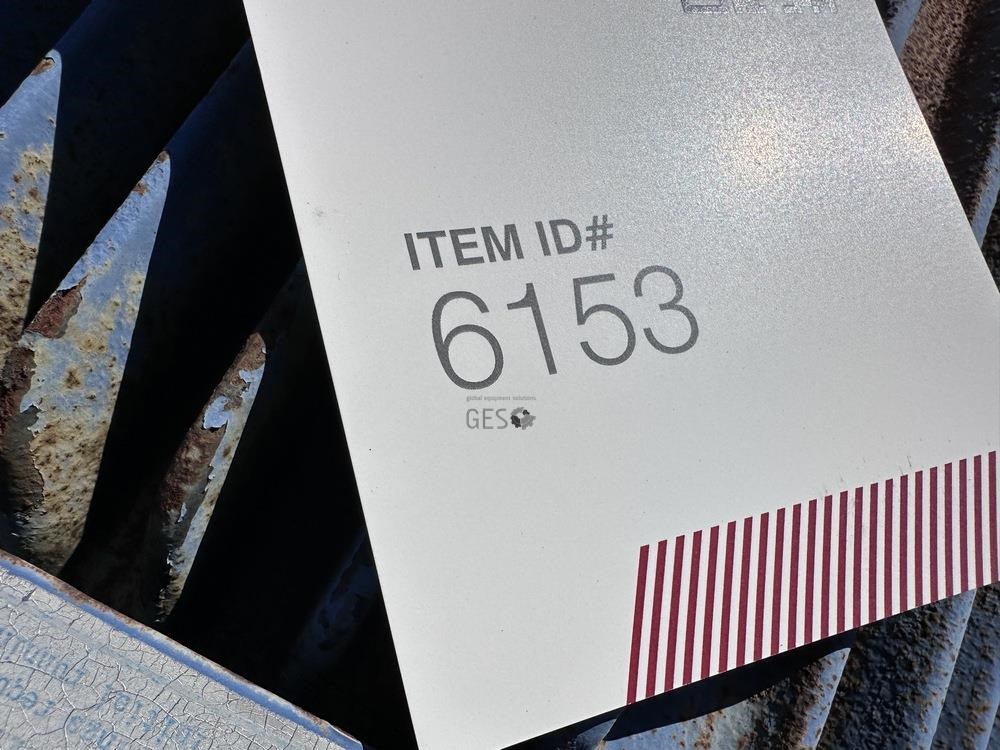 ITEM ID#
6153
global equipment solutions
GES